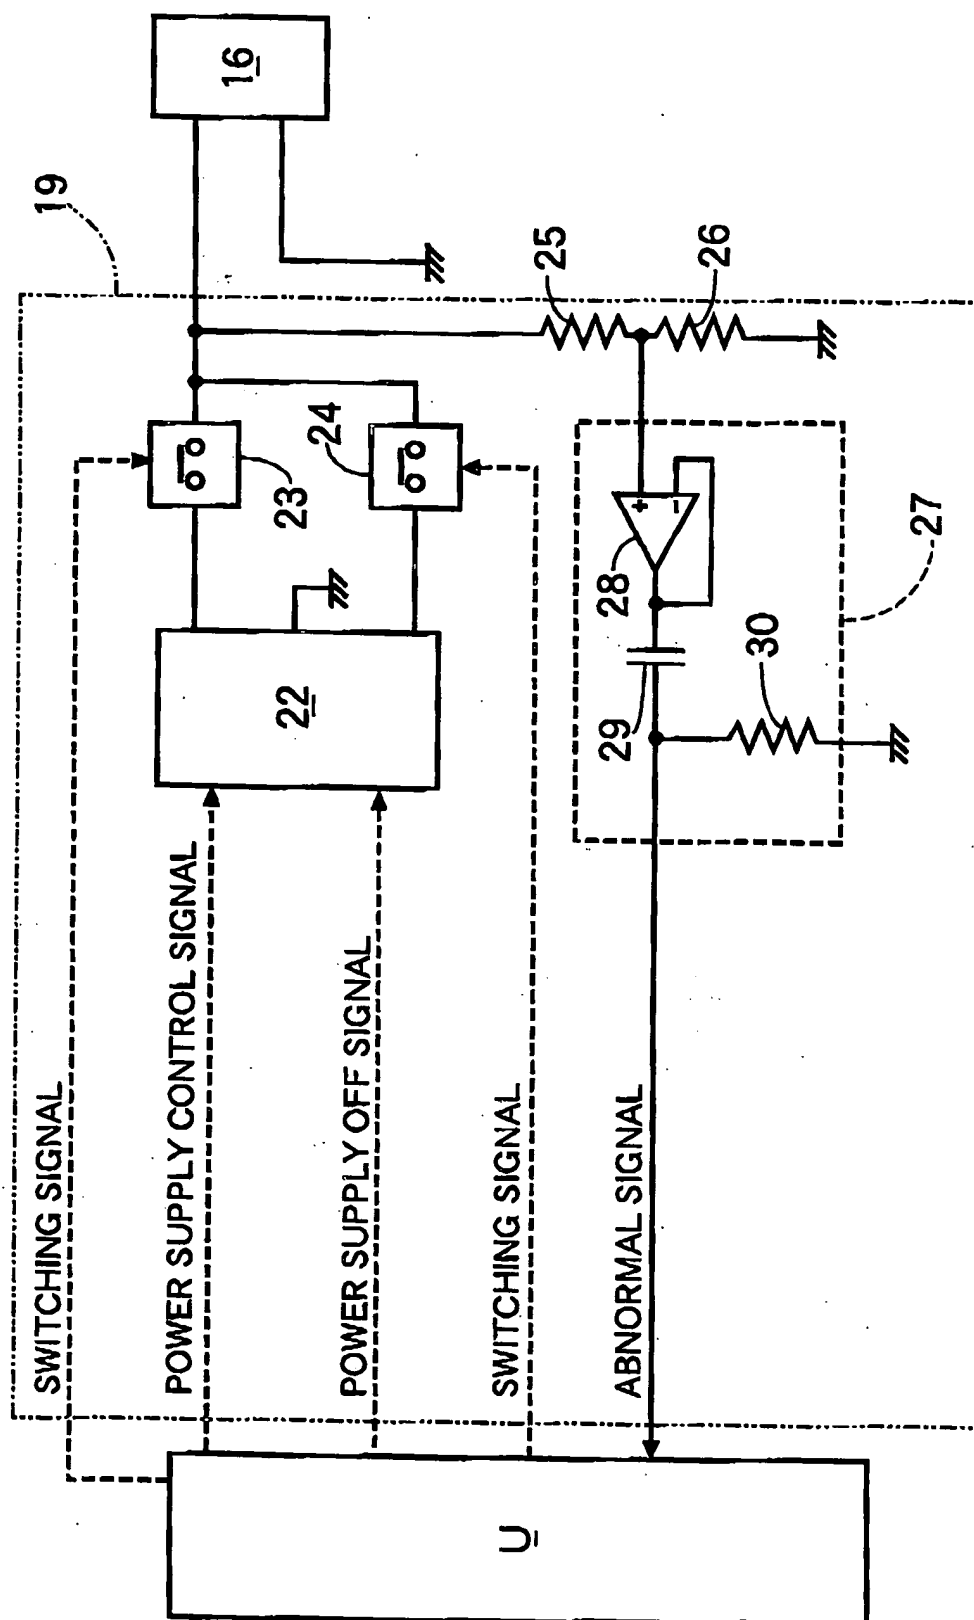 19
16
SWITCHING SIGNAL
23
POWER SUPPLY CONTROL SIGNAL
22
POWER SUPPLY OFF SIGNAL
24
SWITCHING SIGNAL
25
26
ABNORMAL SIGNAL
+
−
28
29
30
27
U